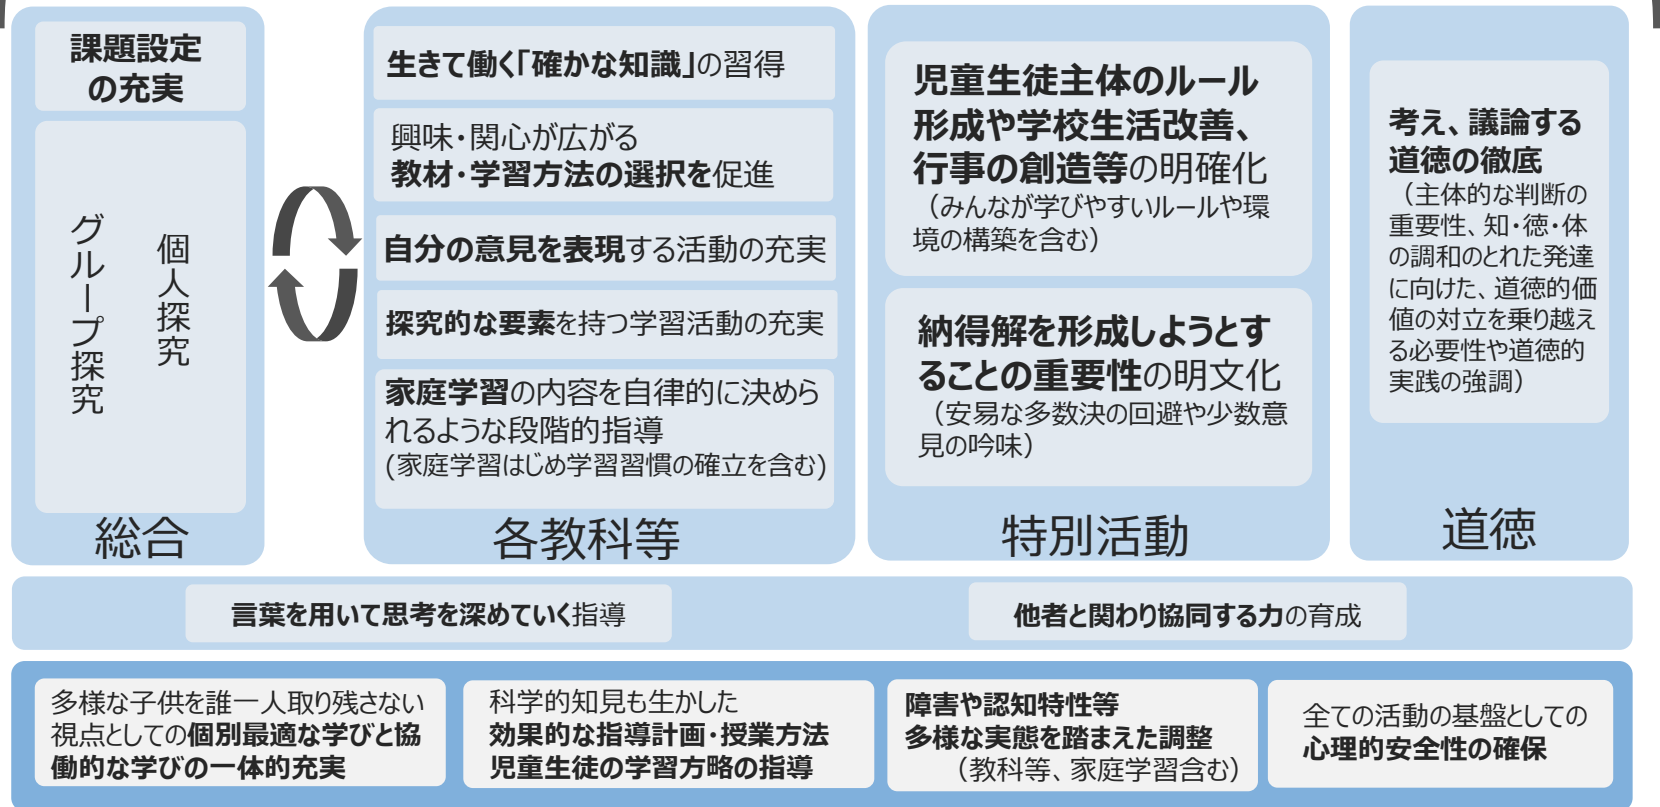 課題設定
の充実
グループ探究
個人探究
総合
生きて働く「確かな知識」の習得
興味・関心が広がる
教材・学習方法の選択を促進
自分の意見を表現する活動の充実
探究的な要素を持つ学習活動の充実
家庭学習の内容を自律的に決めら
れるような段階的指導
(家庭学習はじめ学習習慣の確立を含む)
各教科等
児童生徒主体のルール
形成や学校生活改善、
行事の創造等の明確化
（みんなが学びやすいルールや環
境の構築を含む）
納得解を形成しようとす
ることの重要性の明文化
（安易な多数決の回避や少数意
見の吟味）
特別活動
考え、議論する
道徳の徹底
（主体的な判断の
重要性、知・徳・体
の調和のとれた発達
に向けた、道徳的価
値の対立を乗り越え
る必要性や道徳的
実践の強調）
道徳
言葉を用いて思考を深めていく指導
他者と関わり協同する力の育成
多様な子供を誰一人取り残さない
視点としての個別最適な学びと協
働的な学びの一体的充実
科学的知見も生かした
効果的な指導計画・授業方法
児童生徒の学習方略の指導
障害や認知特性等
多様な実態を踏まえた調整
（教科等、家庭学習含む）
全ての活動の基盤としての
心理的安全性の確保